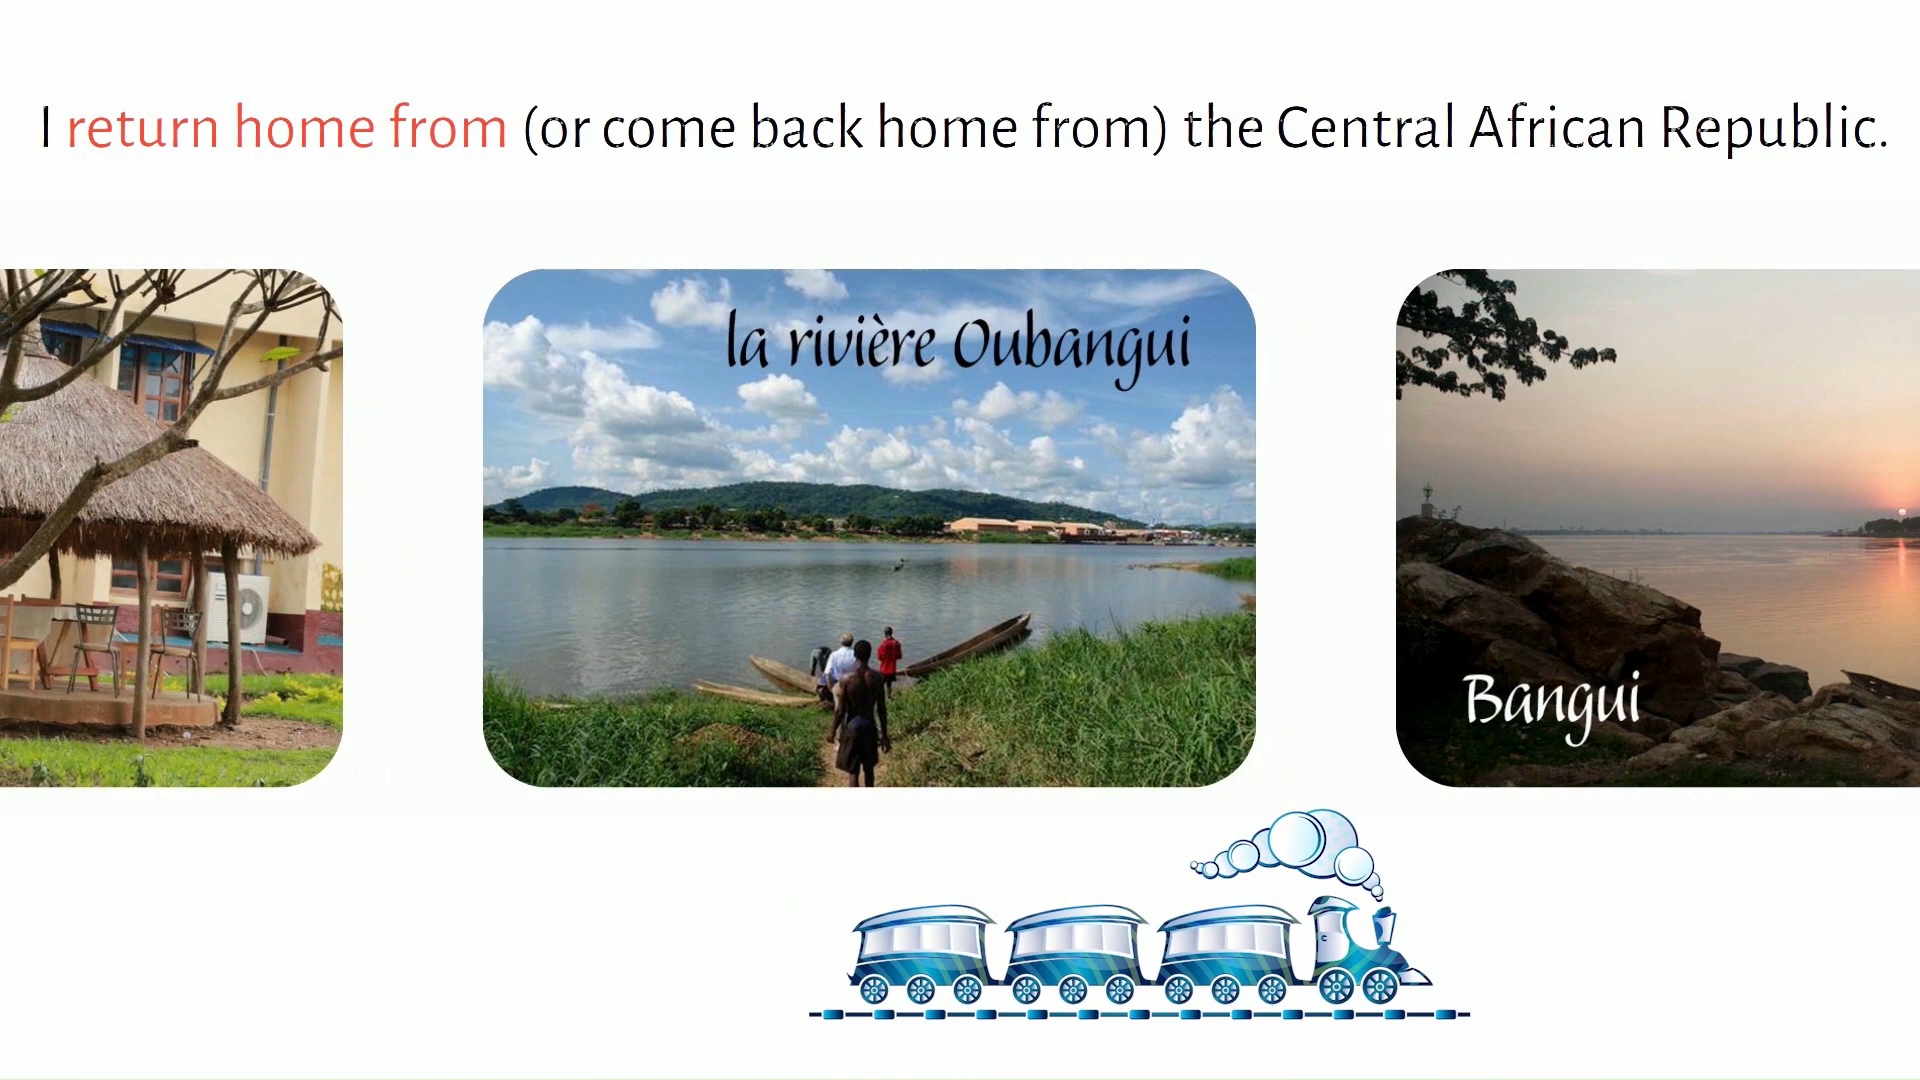 I return home from (or come back home from) the Central African Republic.
la rivière Oubangui
Bangui